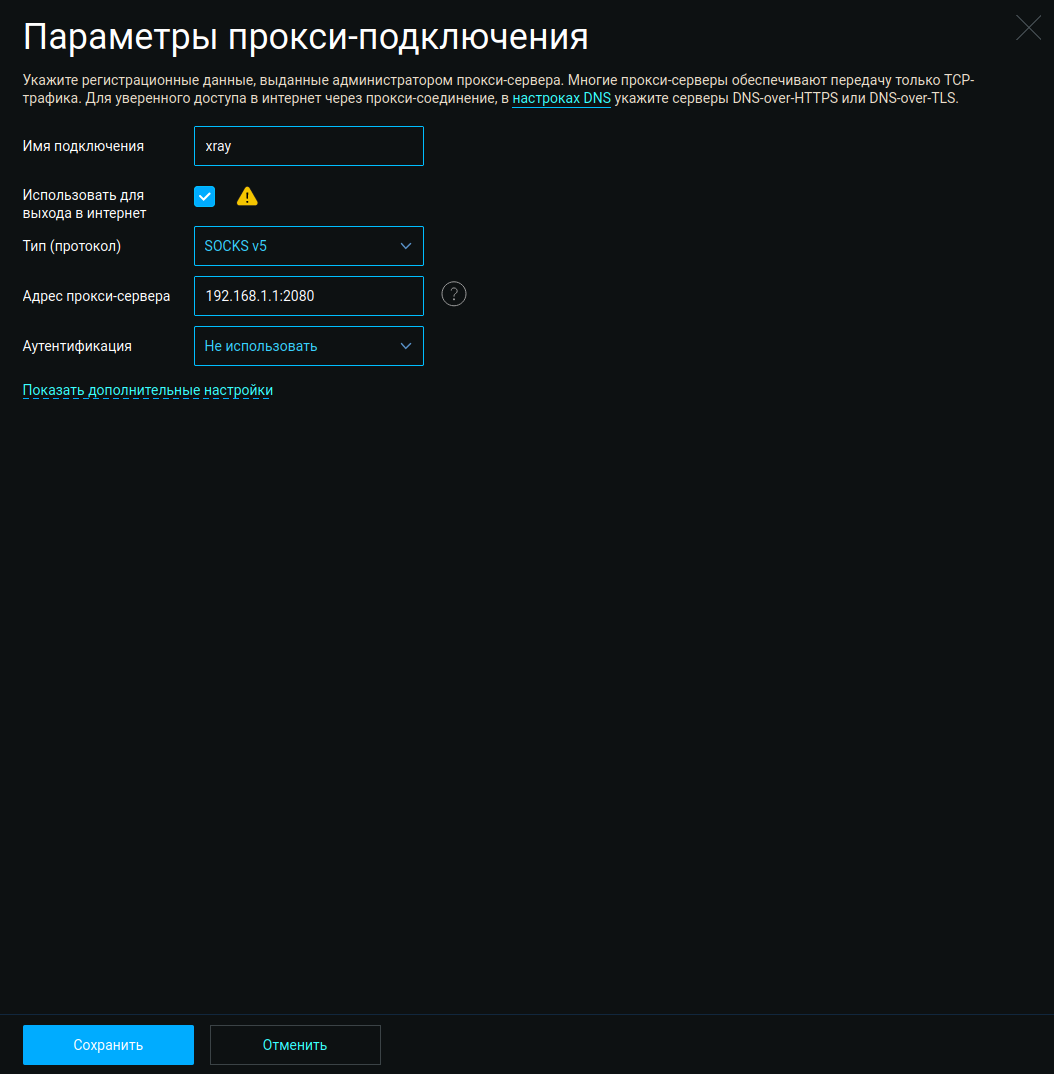 Параметры прокси-подключения
Укажите регистрационные данные, выданные администратором прокси-сервера. Многие прокси-серверы обеспечивают передачу только TCP-
трафика. Для уверенного доступа в интернет через прокси-соединение, в настроках DNS укажите серверы DNS-over-HTTPS или DNS-over-TLS.
Имя подключения
xray
Использовать для
выхода в интернет
Тип (протокол)
SOCKS v5
Адрес прокси-сервера
192.168.1.1:2080
?
Аутентификация
Не использовать
Показать дополнительные настройки
Сохранить
Отменить